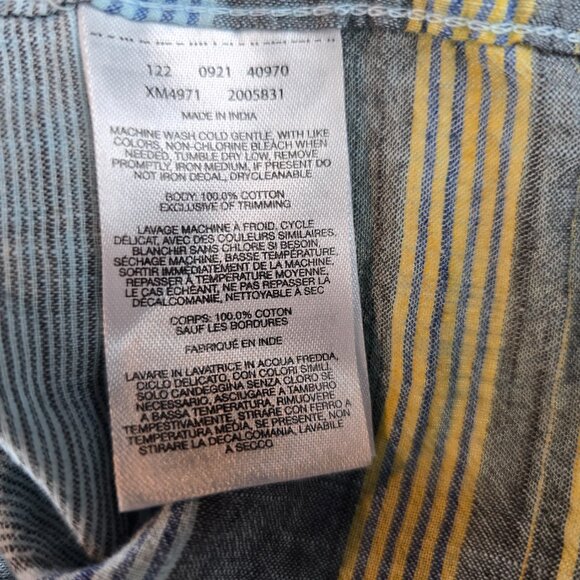 122 0921 40970
XM4971 2005831
MADE IN INDIA
MACHINE WASH COLD GENTLE, WITH LIKE
COLORS, NON-CHLORINE BLEACH WHEN
NEEDED, TUMBLE DRY LOW, REMOVE
PROMPTLY, IRON MEDIUM, IF PRESENT DO
NOT IRON DECAL, DRYCLEANABLE
BODY: 100.0% COTTON
EXCLUSIVE OF TRIMMING
LAVAGE MACHINE À FROID, CYCLE
DÉLICAT, AVEC DES COULEURS SIMILAIRES,
BLANCHIR SANS CHLORE SI BESOIN,
SÉCHAGE MACHINE, BASSE TEMPÉRATURE,
SORTIR IMMÉDIATEMENT DE LA MACHINE,
REPASSER À TEMPÉRATURE MOYENNE,
LE CAS ÉCHÉANT, NE PAS REPASSER LA
DÉCALCOMANIE, NETTOYABLE À SEC
CORPS: 100.0% COTON
SAUF LES BORDURES
FABRIQUÉ EN INDE
LAVARE IN LAVATRICE IN ACQUA FREDDA,
CICLO DELICATO, CON COLORI SIMILI,
SOLO CANDEGGINA SENZA CLORO SE
NECESSARIO, ASCIUGARE A TAMBURO
A BASSA TEMPERATURA, RIMUOVERE
TEMPESTIVAMENTE, STIRARE CON FERRO A
TEMPERATURA MEDIA, SE PRESENTE, NON
STIRARE LA DECALCOMANIA, LAVABILE
A SECCO